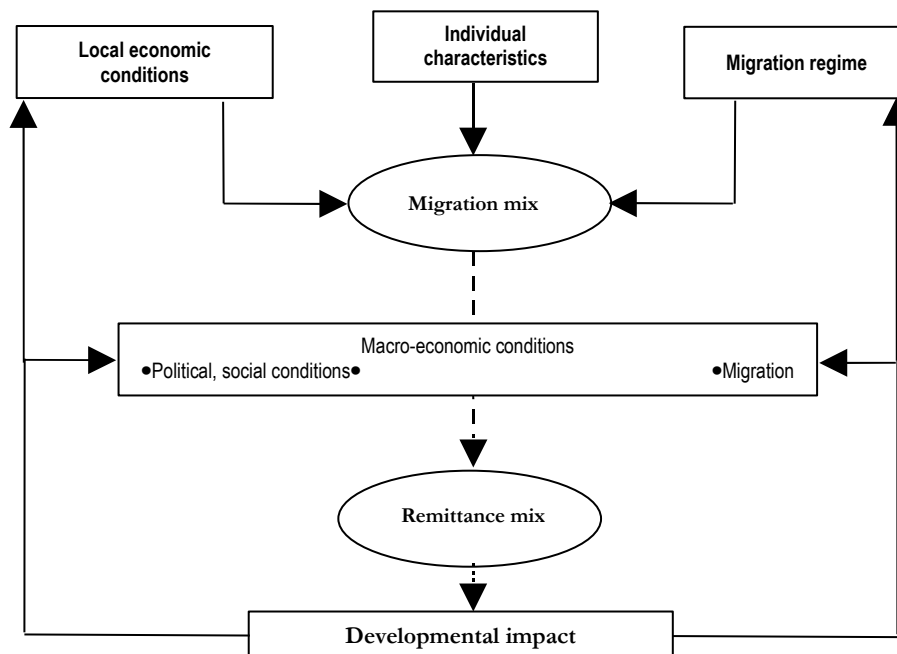 Local economic
conditions
Individual
characteristics
Migration regime
Migration mix
Macro-economic conditions
●Political, social conditions● ●Migration
Remittance mix
Developmental impact